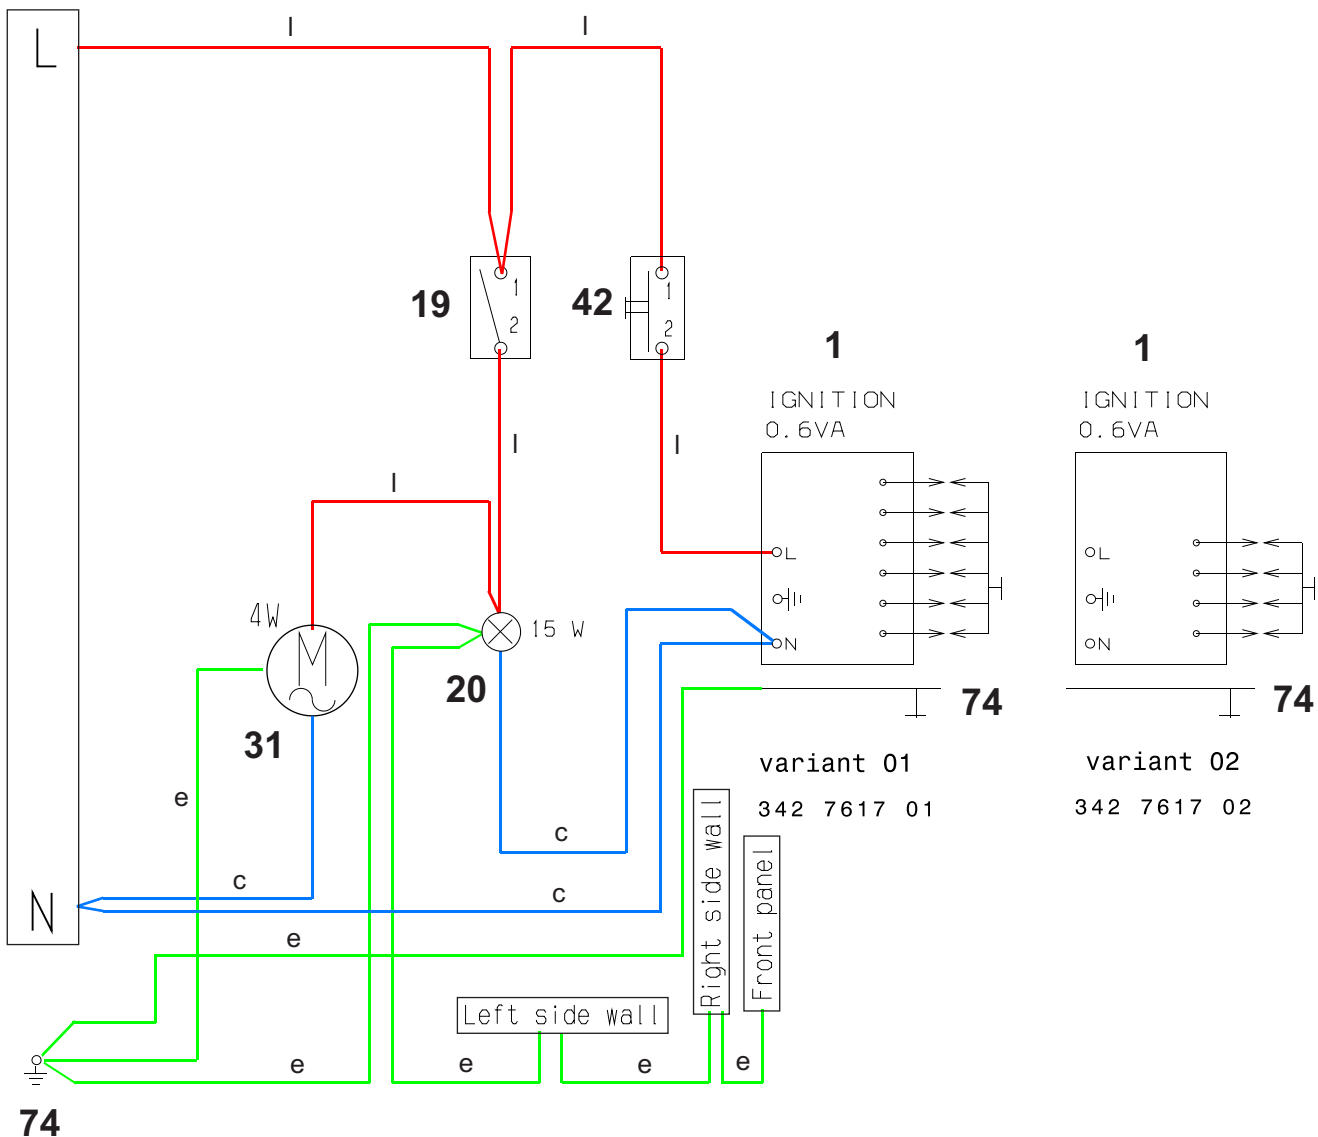 L
l
l
19
1
2
42
1
2
1
IGNITION
0.6VA
1
IGNITION
0.6VA
l
l
l
L
N
L
N
4W
M
31
15 W
20
74
74
variant 01
342 7617 01
variant 02
342 7617 02
e
c
c
c
N
e
Right side wall
Front panel
Left side wall
e
e
e
e
74